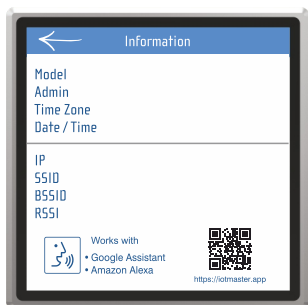 Information
Model
Admin
Time Zone
Date / Time
IP
SSID
BSSID
RSSI
Works with
• Google Assistant
• Amazon Alexa
https://iotmaster.app